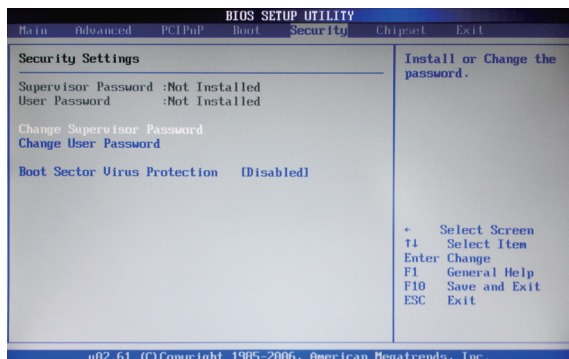 BIOS SETUP UTILITY
Main Advanced PCIPnP Boot Security Chipset Exit
Security Settings
Supervisor Password :Not Installed
User Password :Not Installed
Change Supervisor Password
Change User Password
Boot Sector Virus Protection [Disabled]
Install or Change the
password.
← Select Screen
↑↓ Select Item
Enter Change
F1 General Help
F10 Save and Exit
ESC Exit
v02.61 (C)Copyright 1985-2006, American Megatrends, Inc.